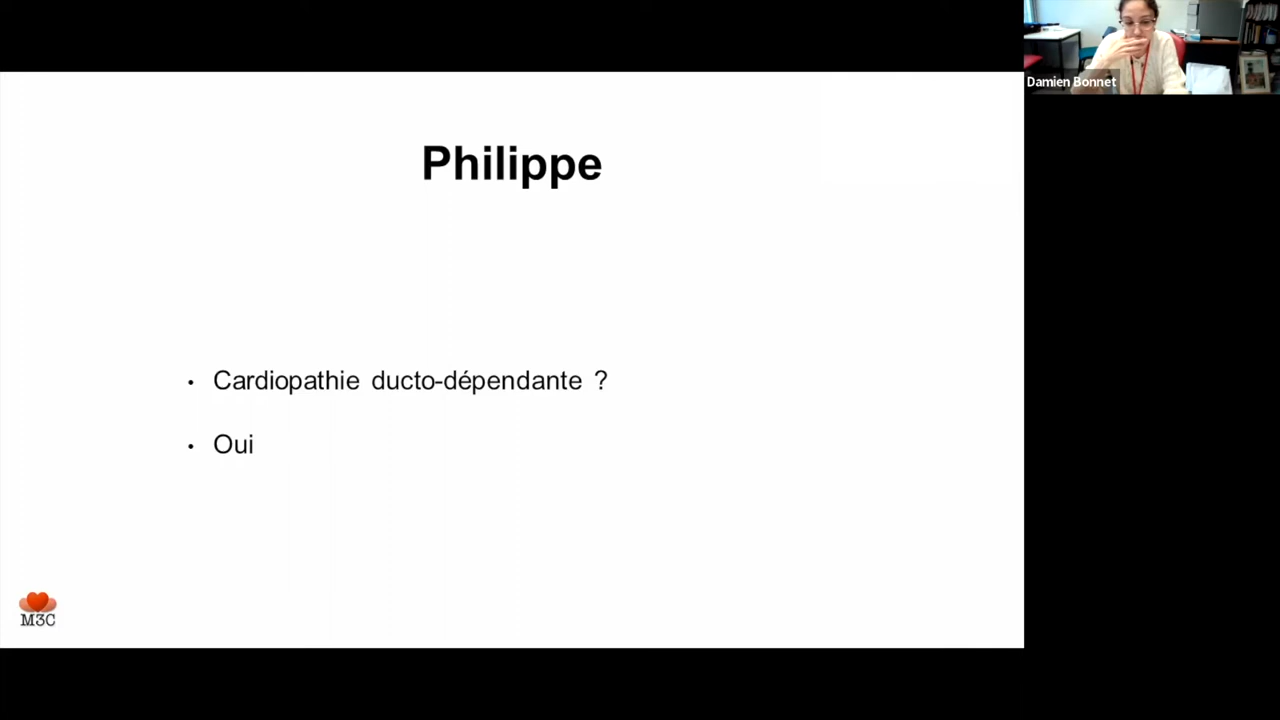 Philippe
• Cardiopathie ducto-dépendante ?
• Oui
M3C
Damien Bonnet